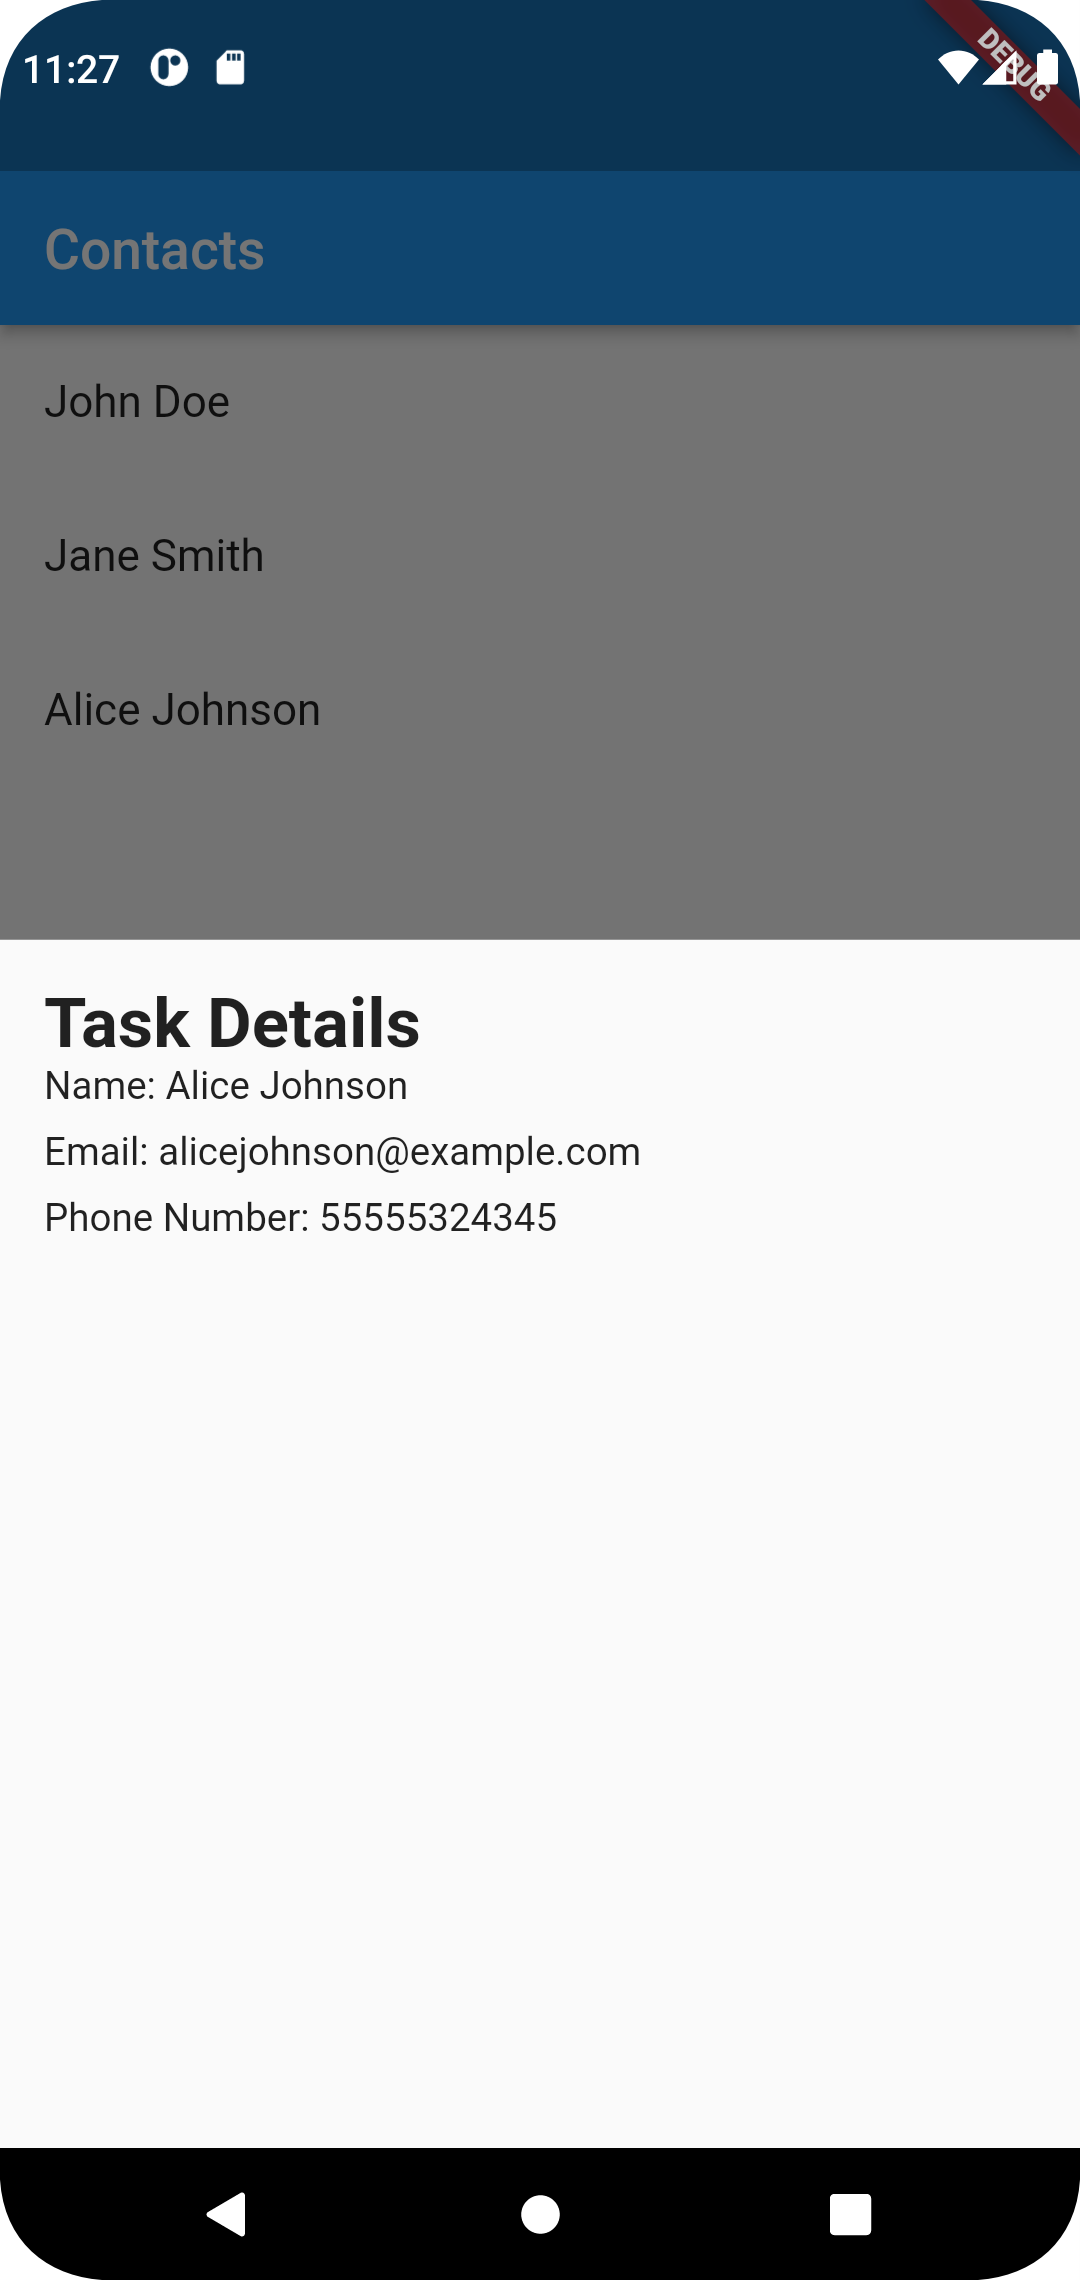 11:27
DEBUG
Contacts
John Doe
Jane Smith
Alice Johnson
Task Details
Name: Alice Johnson
Email: alicejohnson@example.com
Phone Number: 55555324345